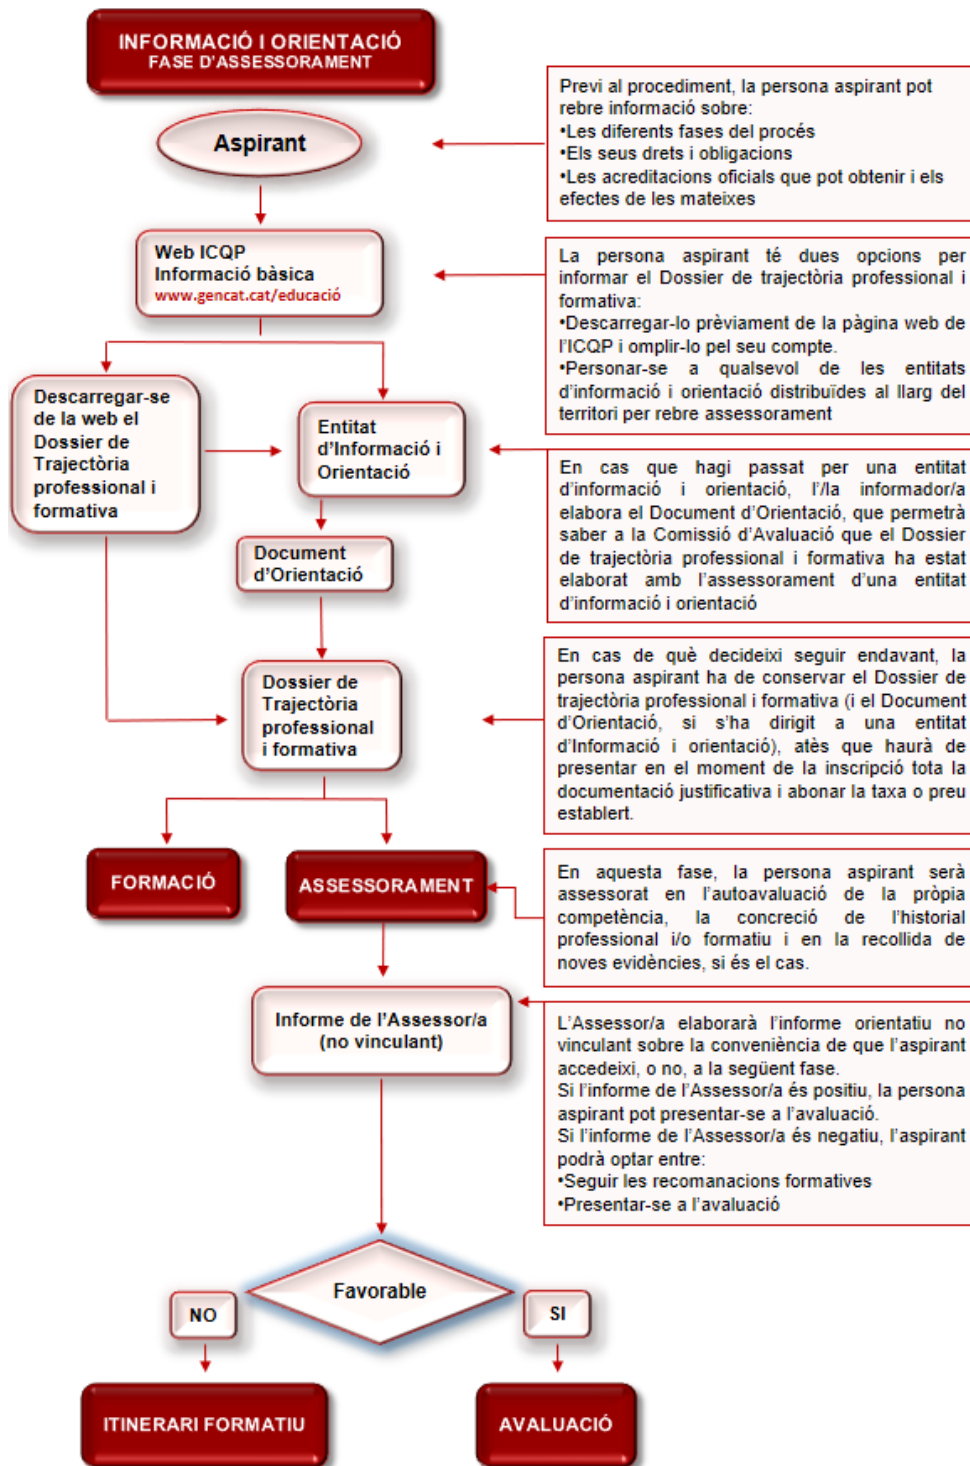 INFORMACIÓ I ORIENTACIÓ
FASE D'ASSESSORAMENT
Aspirant
Previ al procediment, la persona aspirant pot
rebre informació sobre:
•Les diferents fases del procés
•Els seus drets i obligacions
•Les acreditacions oficials que pot obtenir i els
efectes de les mateixes
Web ICQP
Informació bàsica
www.gencat.cat/educació
La persona aspirant té dues opcions per
informar el Dossier de trajectòria professional i
formativa:
•Descarregar-lo prèviament de la pàgina web de
l'ICQP i omplir-lo pel seu compte.
•Personar-se a qualsevol de les entitats
d'informació i orientació distribuïdes al llarg del
territori per rebre assessorament
Descarregar-se
de la web el
Dossier de
Trajectòria
professional i
formativa
Entitat
d'Informació i
Orientació
En cas que hagi passat per una entitat
d'informació i orientació, l'/la informador/a
elabora el Document d'Orientació, que permetrà
saber a la Comissió d'Avaluació que el Dossier
de trajectòria professional i formativa ha estat
elaborat amb l'assessorament d'una entitat
d'informació i orientació
Document
d'Orientació
Dossier de
Trajectòria
professional
i formativa
En cas de què decideixi seguir endavant, la
persona aspirant ha de conservar el Dossier de
trajectòria professional i formativa (i el Document
d'Orientació, si s'ha dirigit a una entitat
d'Informació i orientació), atès que haurà de
presentar en el moment de la inscripció tota la
documentació justificativa i abonar la taxa o preu
establert.
FORMACIÓ
ASSESSORAMENT
En aquesta fase, la persona aspirant serà
assessorat en l'autoavaluació de la pròpia
competència, la concreció de l'historial
professional i/o formatiu i en la recollida de
noves evidències, si és el cas.
Informe de l'Assessor/a
(no vinculant)
L'Assessor/a elaborarà l'informe orientatiu no
vinculant sobre la conveniència de que l'aspirant
accedeixi, o no, a la següent fase.
Si l'informe de l'Assessor/a és positiu, la persona
aspirant pot presentar-se a l'avaluació.
Si l'informe de l'Assessor/a és negatiu, l'aspirant
podrà optar entre:
•Seguir les recomanacions formatives
•Presentar-se a l'avaluació
Favorable
NO
SI
ITINERARI FORMATIU
AVALUACIÓ